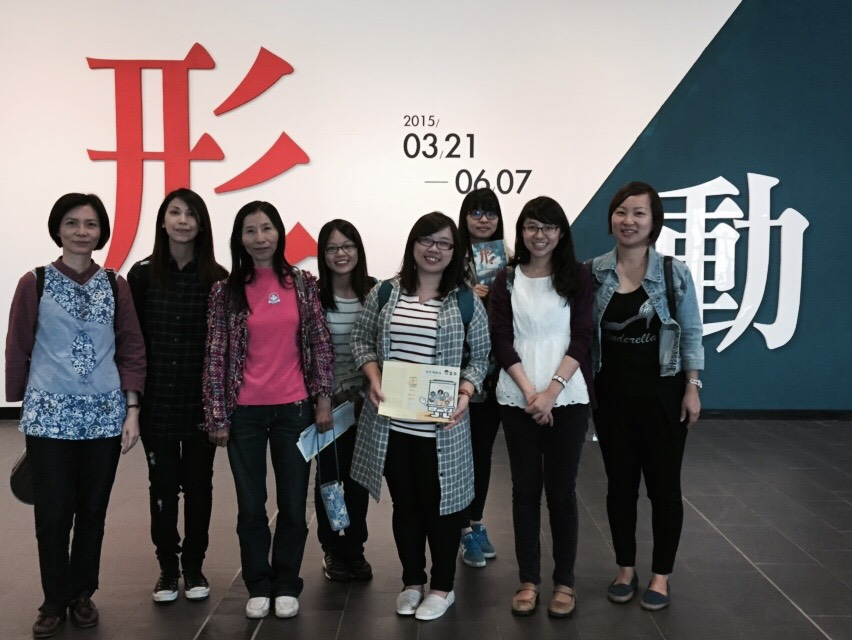 形
2015/
03/21
—06/07
動
Cinderella